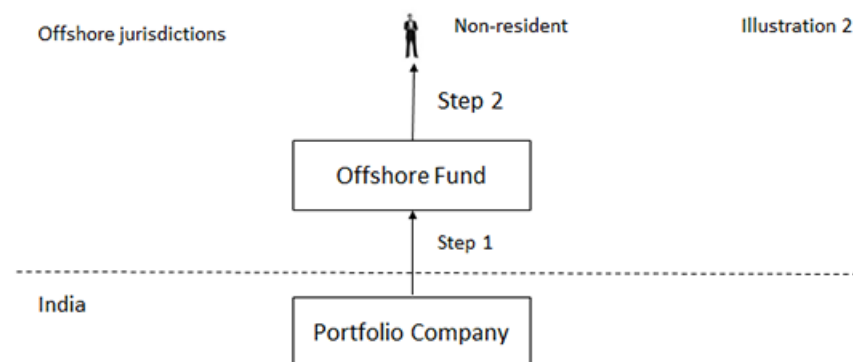 Offshore jurisdictions
Non-resident
Illustration 2
Step 2
Offshore Fund
Step 1
India
Portfolio Company